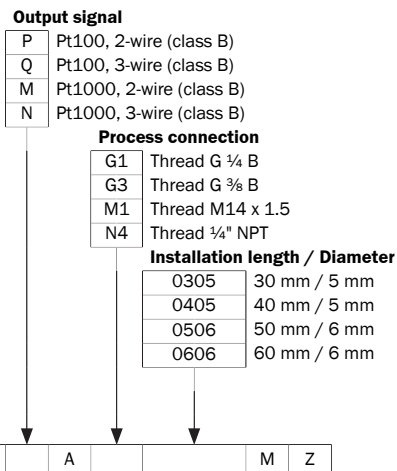 Output signal
P Pt100, 2-wire (class B)
Q Pt100, 3-wire (class B)
M Pt1000, 2-wire (class B)
N Pt1000, 3-wire (class B)
Process connection
G1 Thread G ¼ B
G3 Thread G ⅜ B
M1 Thread M14 x 1.5
N4 Thread ¼" NPT
Installation length / Diameter
0305 30 mm / 5 mm
0405 40 mm / 5 mm
0506 50 mm / 6 mm
0606 60 mm / 6 mm
A M Z